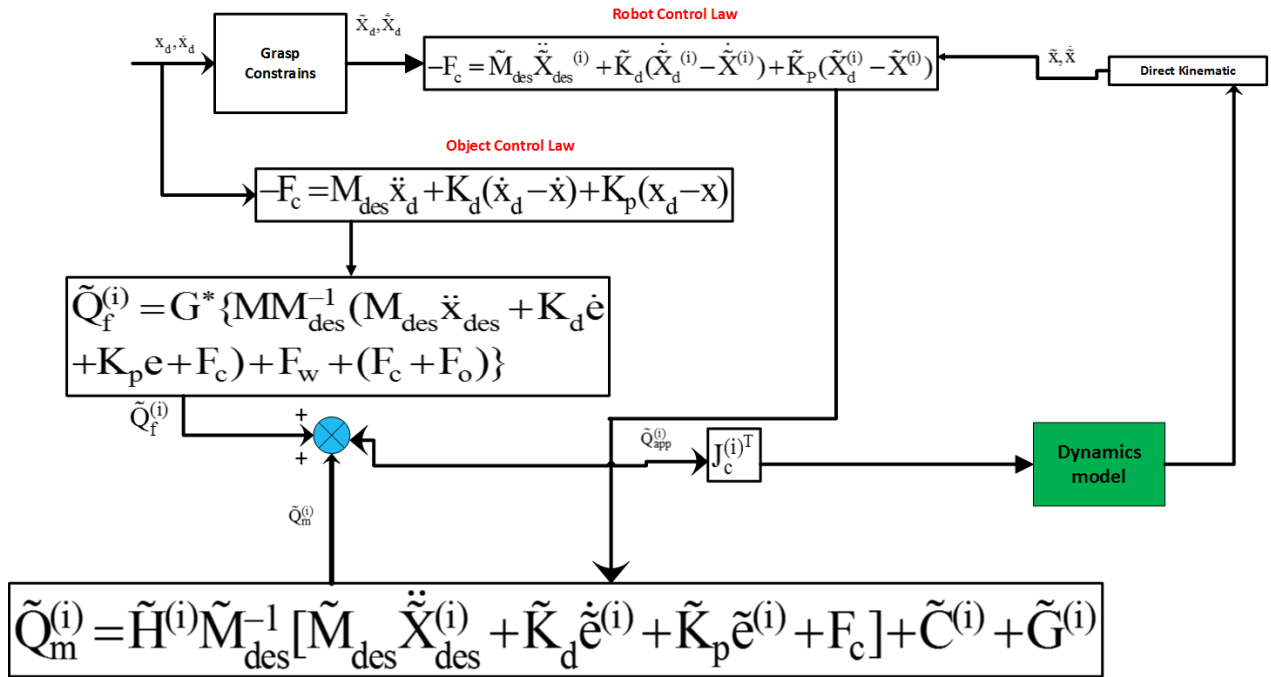 Robot Control Law
x_d, ẋ_d
Grasp
Constrains
X̃_d, Ẋ̃_d
−F_c = M̃_des Ẍ̃_des^(i) + K̃_d(Ẋ̃_d^(i) − Ẋ̃^(i)) + K̃_P(X̃_d^(i) − X̃^(i))
x̃, ẋ̃
Direct Kinematic
Object Control Law
−F_c = M_des ẍ_d + K_d(ẋ_d − ẋ) + K_p(x_d − x)
Q̃_f^(i) = G*{MM_des^−1(M_des ẍ_des + K_d ė
+K_p e + F_c) + F_w + (F_c + F_o)}
Q̃_f^(i)
+
+
Q̃_app^(i)
J_c^(i)T
Dynamics
model
Q̃_m^(i)
Q̃_m^(i) = H̃^(i) M̃_des^−1[M̃_des Ẍ̃_des^(i) + K̃_d ė̃^(i) + K̃_p ẽ^(i) + F_c] + C̃^(i) + G̃^(i)